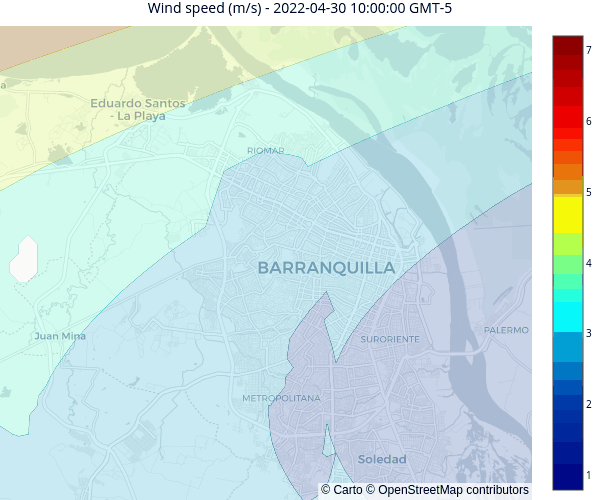 Wind speed (m/s) - 2022-04-30 10:00:00 GMT-5
7
a
Eduardo Santos
- La Playa
6
RIOMAR
5
BARRANQUILLA
4
Juan Mina
SURORIENTE
PALERMO
3
METROPOLITANA
2
Soledad
1
© Carto © OpenStreetMap contributors